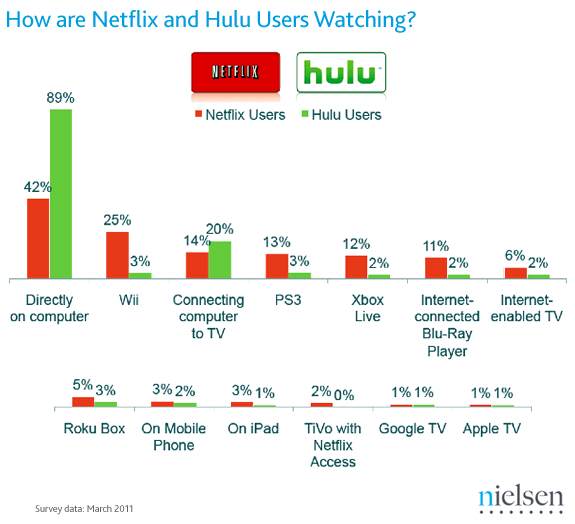 How are Netflix and Hulu Users Watching?
NETFLIX
hulu
Netflix Users
Hulu Users
89%
42%
25%
3%
14%
20%
13%
3%
12%
2%
11%
2%
6%
2%
Directly
on computer
Wii
Connecting
computer
to TV
PS3
Xbox
Live
Internet-
connected
Blu-Ray
Player
Internet-
enabled TV
5% 3%
3% 2%
3% 1%
2% 0%
1% 1%
1% 1%
Roku Box
On Mobile
Phone
On iPad
TiVo with
Netflix
Access
Google TV
Apple TV
Survey data: March 2011
nielsen